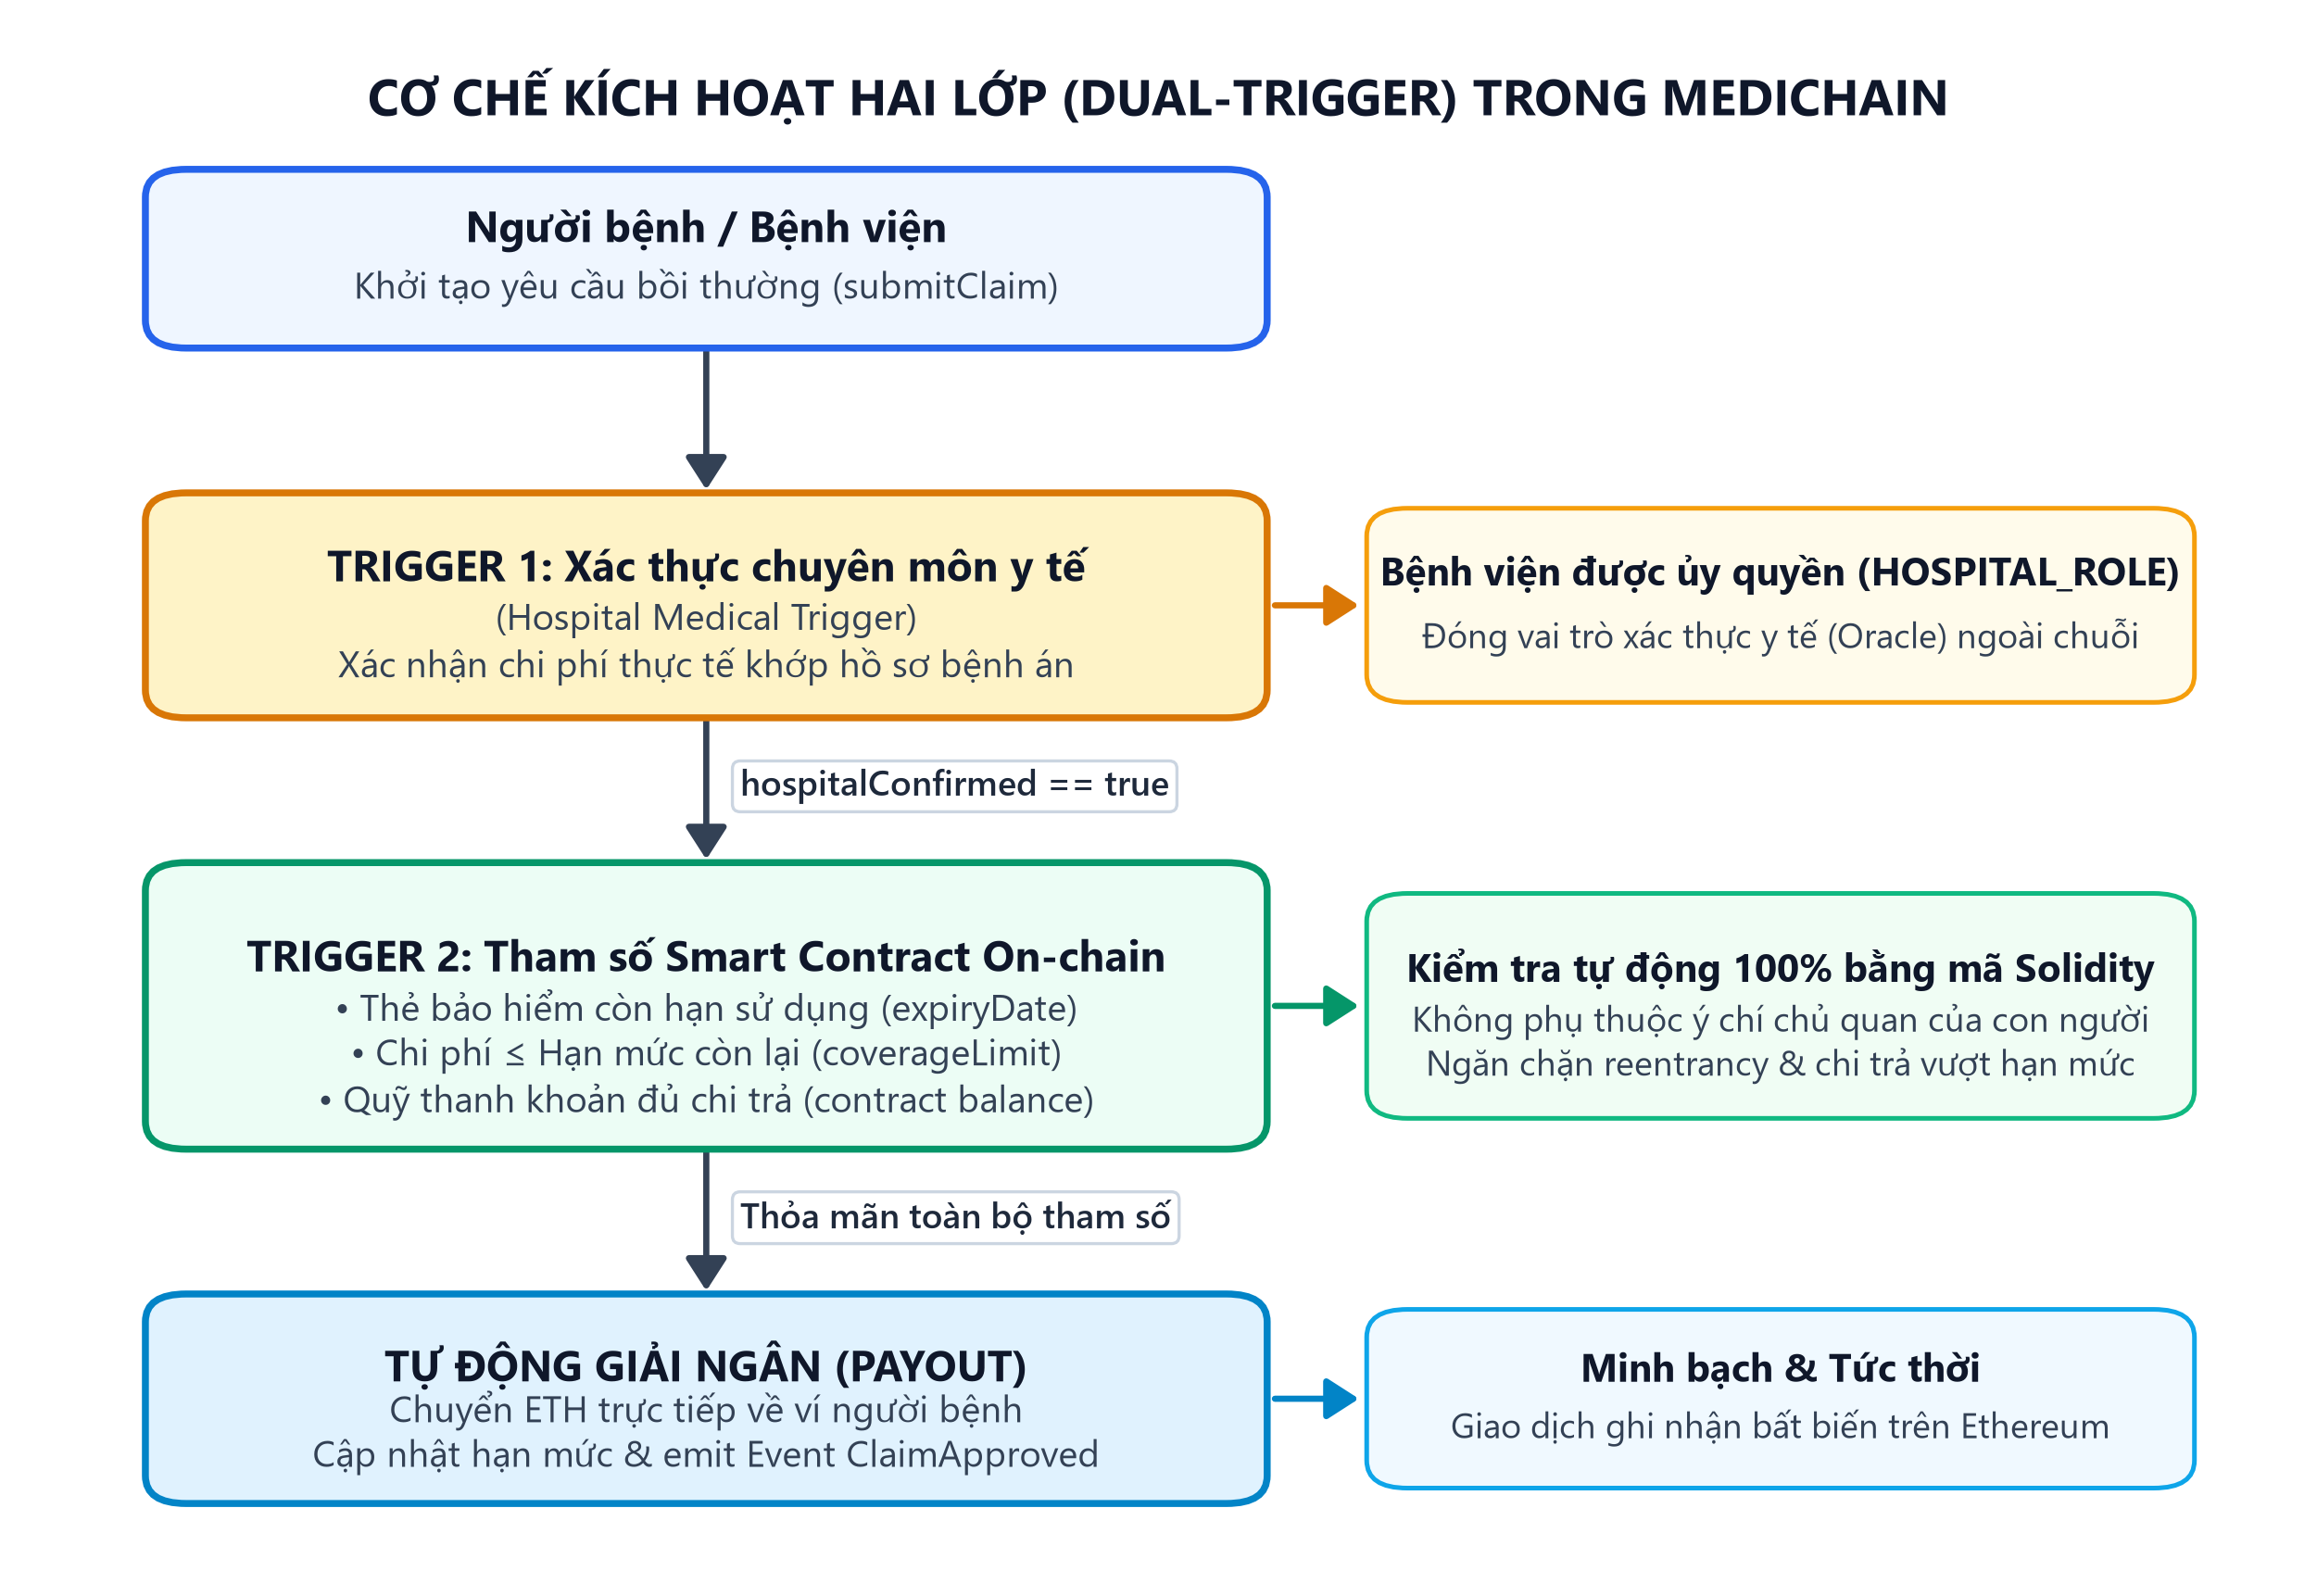 CƠ CHẾ KÍCH HOẠT HAI LỚP (DUAL-TRIGGER) TRONG MEDICHAIN
Người bệnh / Bệnh viện
Khởi tạo yêu cầu bồi thường (submitClaim)
TRIGGER 1: Xác thực chuyên môn y tế
(Hospital Medical Trigger)
Xác nhận chi phí thực tế khớp hồ sơ bệnh án
Bệnh viện được ủy quyền (HOSPITAL_ROLE)
Đóng vai trò xác thực y tế (Oracle) ngoài chuỗi
hospitalConfirmed == true
TRIGGER 2: Tham số Smart Contract On-chain
• Thẻ bảo hiểm còn hạn sử dụng (expiryDate)
• Chi phí ≤ Hạn mức còn lại (coverageLimit)
• Quỹ thanh khoản đủ chi trả (contract balance)
Kiểm tra tự động 100% bằng mã Solidity
Không phụ thuộc ý chí chủ quan của con người
Ngăn chặn reentrancy & chi trả vượt hạn mức
Thỏa mãn toàn bộ tham số
TỰ ĐỘNG GIẢI NGÂN (PAYOUT)
Chuyển ETH trực tiếp về ví người bệnh
Cập nhật hạn mức & emit Event ClaimApproved
Minh bạch & Tức thời
Giao dịch ghi nhận bất biến trên Ethereum